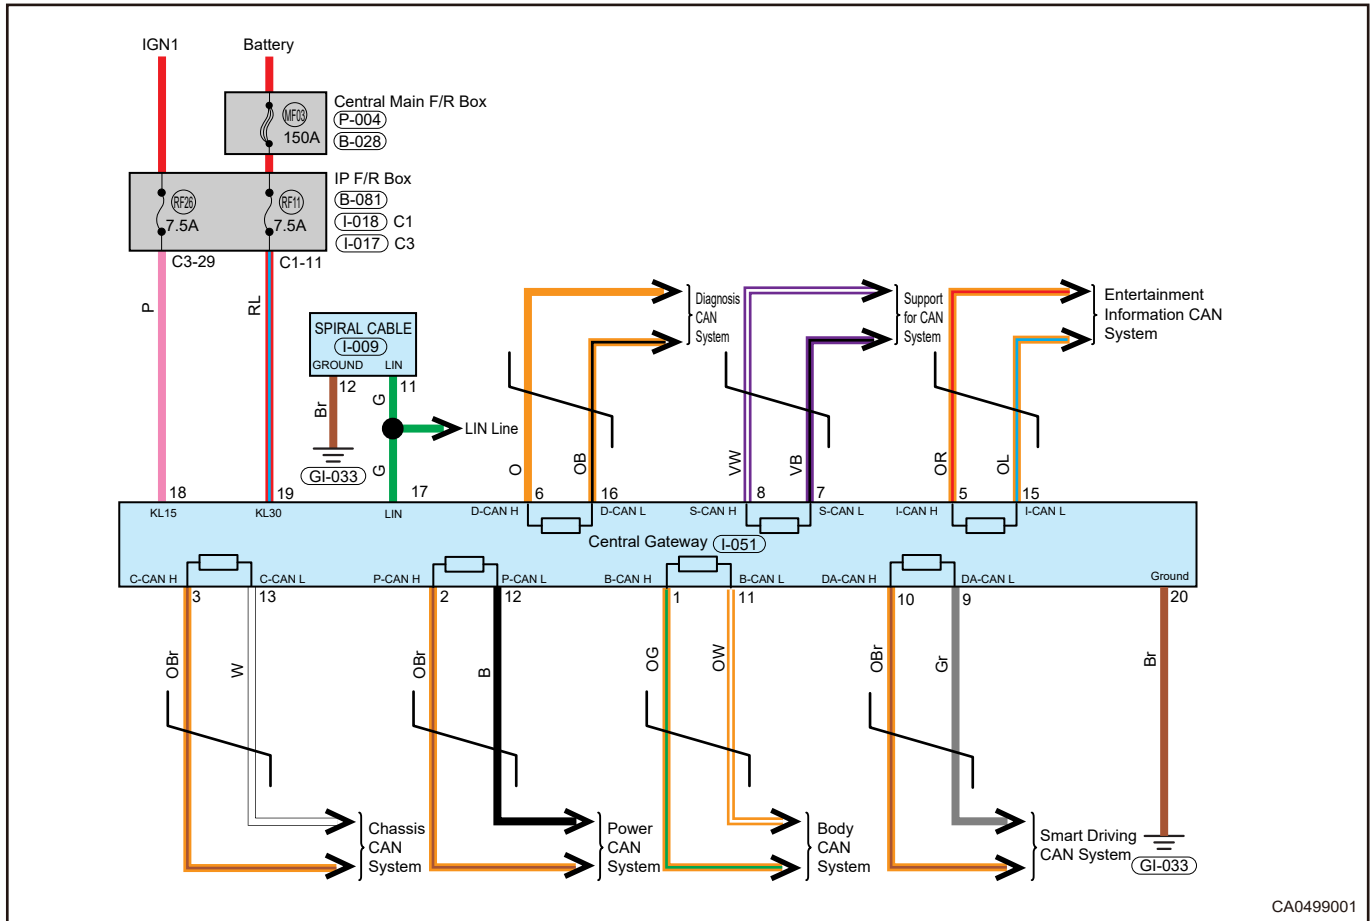 IGN1
Battery
MF03
150A
Central Main F/R Box
P-004
B-028
RF26
7.5A
RF11
7.5A
IP F/R Box
B-081
I-018 C1
I-017 C3
C3-29
C1-11
P
RL
SPIRAL CABLE
I-009
GROUND
LIN
12
11
Br
G
GI-033
G
LIN Line
Diagnosis
CAN
System
Support
for CAN
System
Entertainment
Information CAN
System
O
OB
VW
VB
OR
OL
18
19
17
6
16
8
7
5
15
KL15
KL30
LIN
D-CAN H
D-CAN L
S-CAN H
S-CAN L
I-CAN H
I-CAN L
Central Gateway I-051
C-CAN H
C-CAN L
P-CAN H
P-CAN L
B-CAN H
B-CAN L
DA-CAN H
DA-CAN L
Ground
3
13
2
12
1
11
10
9
20
OBr
W
OBr
B
OG
OW
OBr
Gr
Br
Chassis
CAN
System
Power
CAN
System
Body
CAN
System
Smart Driving
CAN System
GI-033
CA0499001